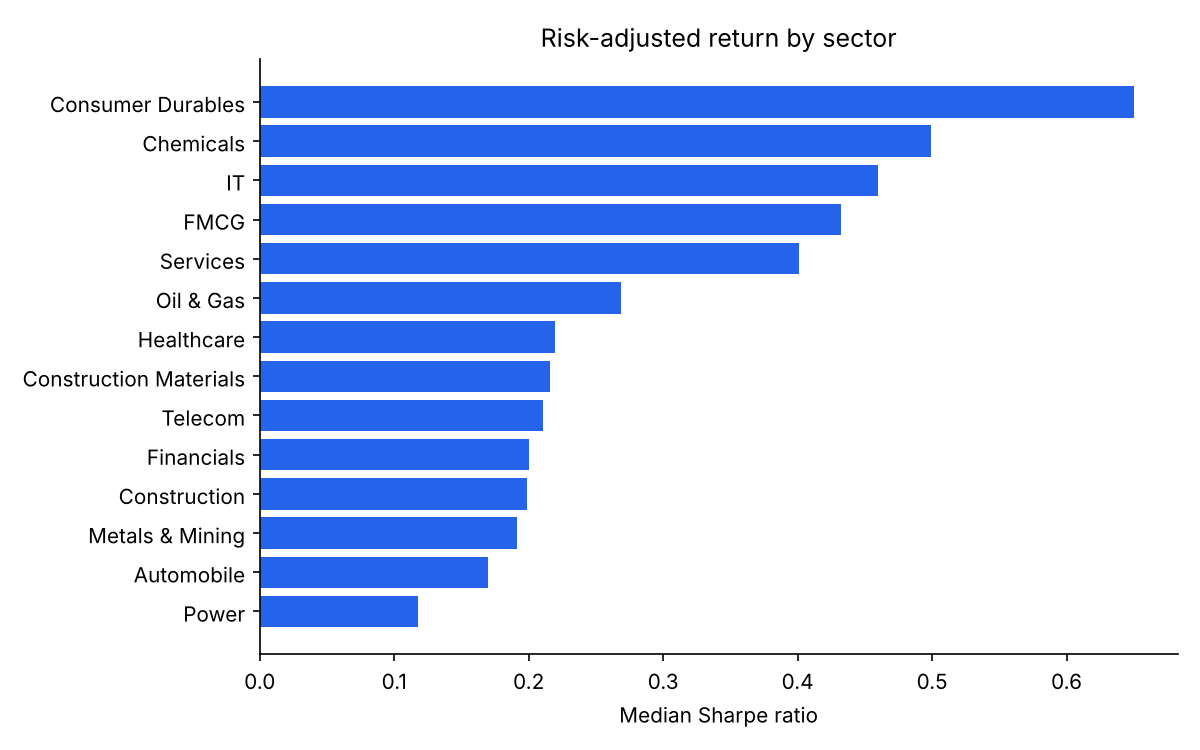 Risk-adjusted return by sector
Consumer Durables
Chemicals
IT
FMCG
Services
Oil & Gas
Healthcare
Construction Materials
Telecom
Financials
Construction
Metals & Mining
Automobile
Power
0.0 0.1 0.2 0.3 0.4 0.5 0.6
Median Sharpe ratio